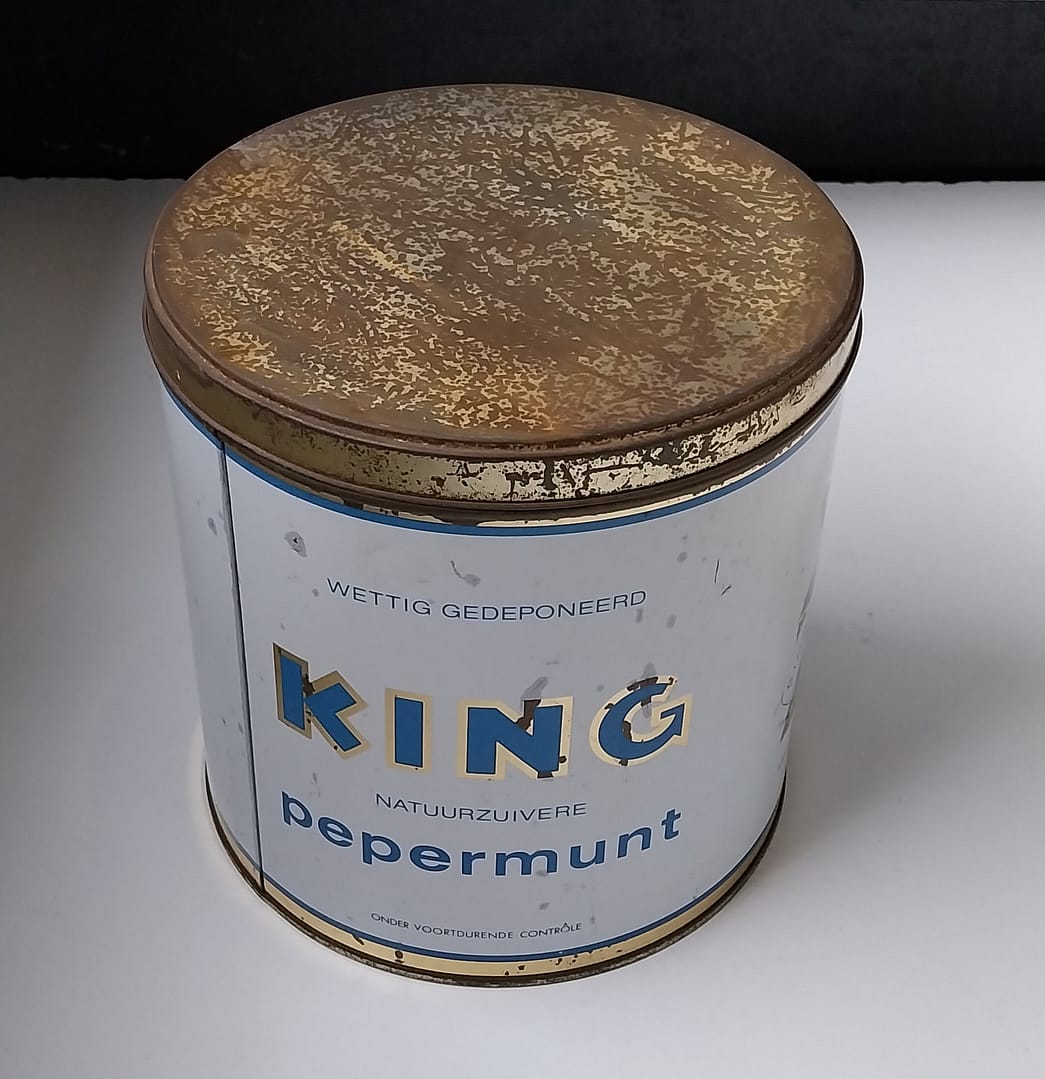 WETTIG GEDEPONEERD
KING
NATUURZUIVERE
pepermunt
ONDER VOORTDURENDE CONTRÔLE